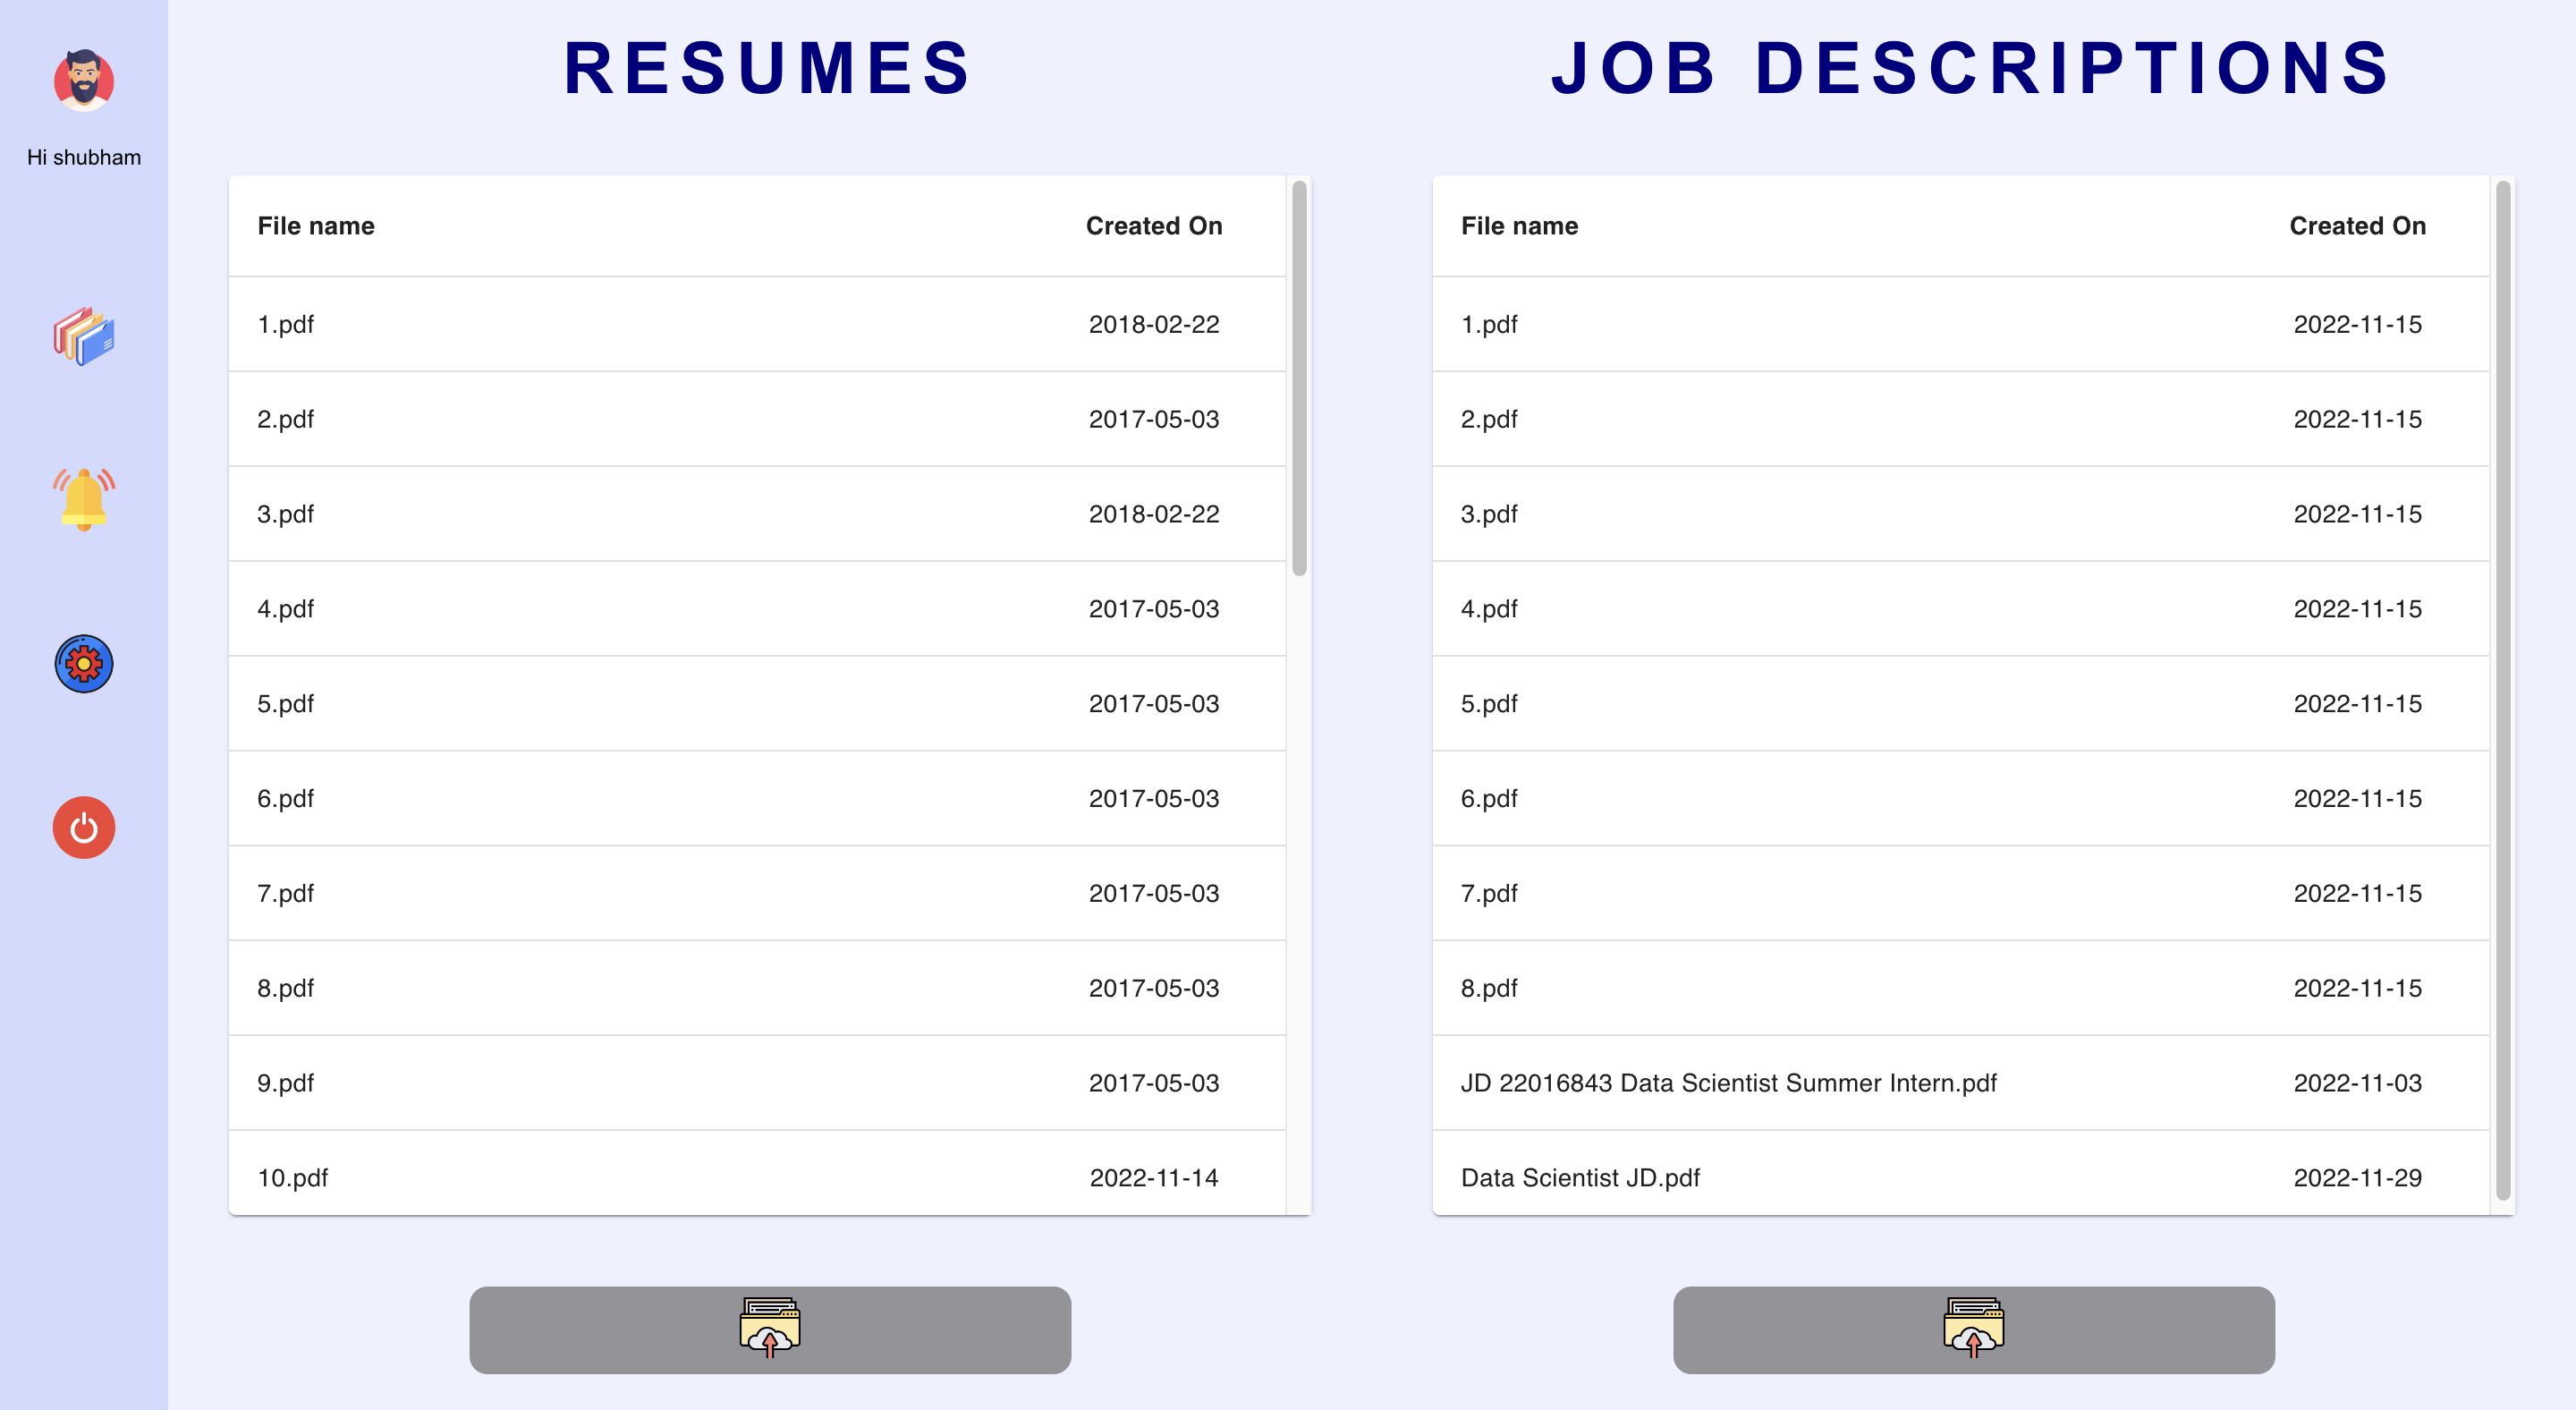 Hi shubham
RESUMES
File name Created On
1.pdf 2018-02-22
2.pdf 2017-05-03
3.pdf 2018-02-22
4.pdf 2017-05-03
5.pdf 2017-05-03
6.pdf 2017-05-03
7.pdf 2017-05-03
8.pdf 2017-05-03
9.pdf 2017-05-03
10.pdf 2022-11-14
JOB DESCRIPTIONS
File name Created On
1.pdf 2022-11-15
2.pdf 2022-11-15
3.pdf 2022-11-15
4.pdf 2022-11-15
5.pdf 2022-11-15
6.pdf 2022-11-15
7.pdf 2022-11-15
8.pdf 2022-11-15
JD 22016843 Data Scientist Summer Intern.pdf 2022-11-03
Data Scientist JD.pdf 2022-11-29